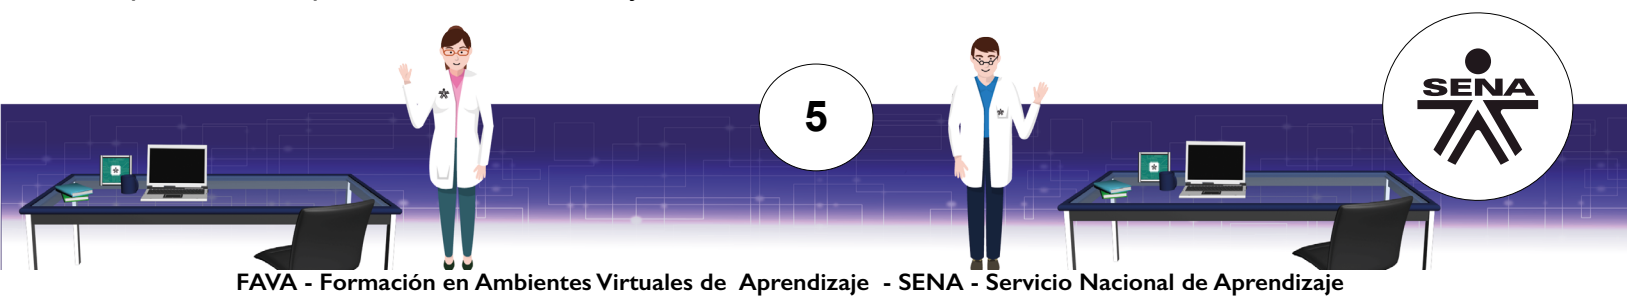 5
SENA
FAVA - Formación en Ambientes Virtuales de Aprendizaje - SENA - Servicio Nacional de Aprendizaje